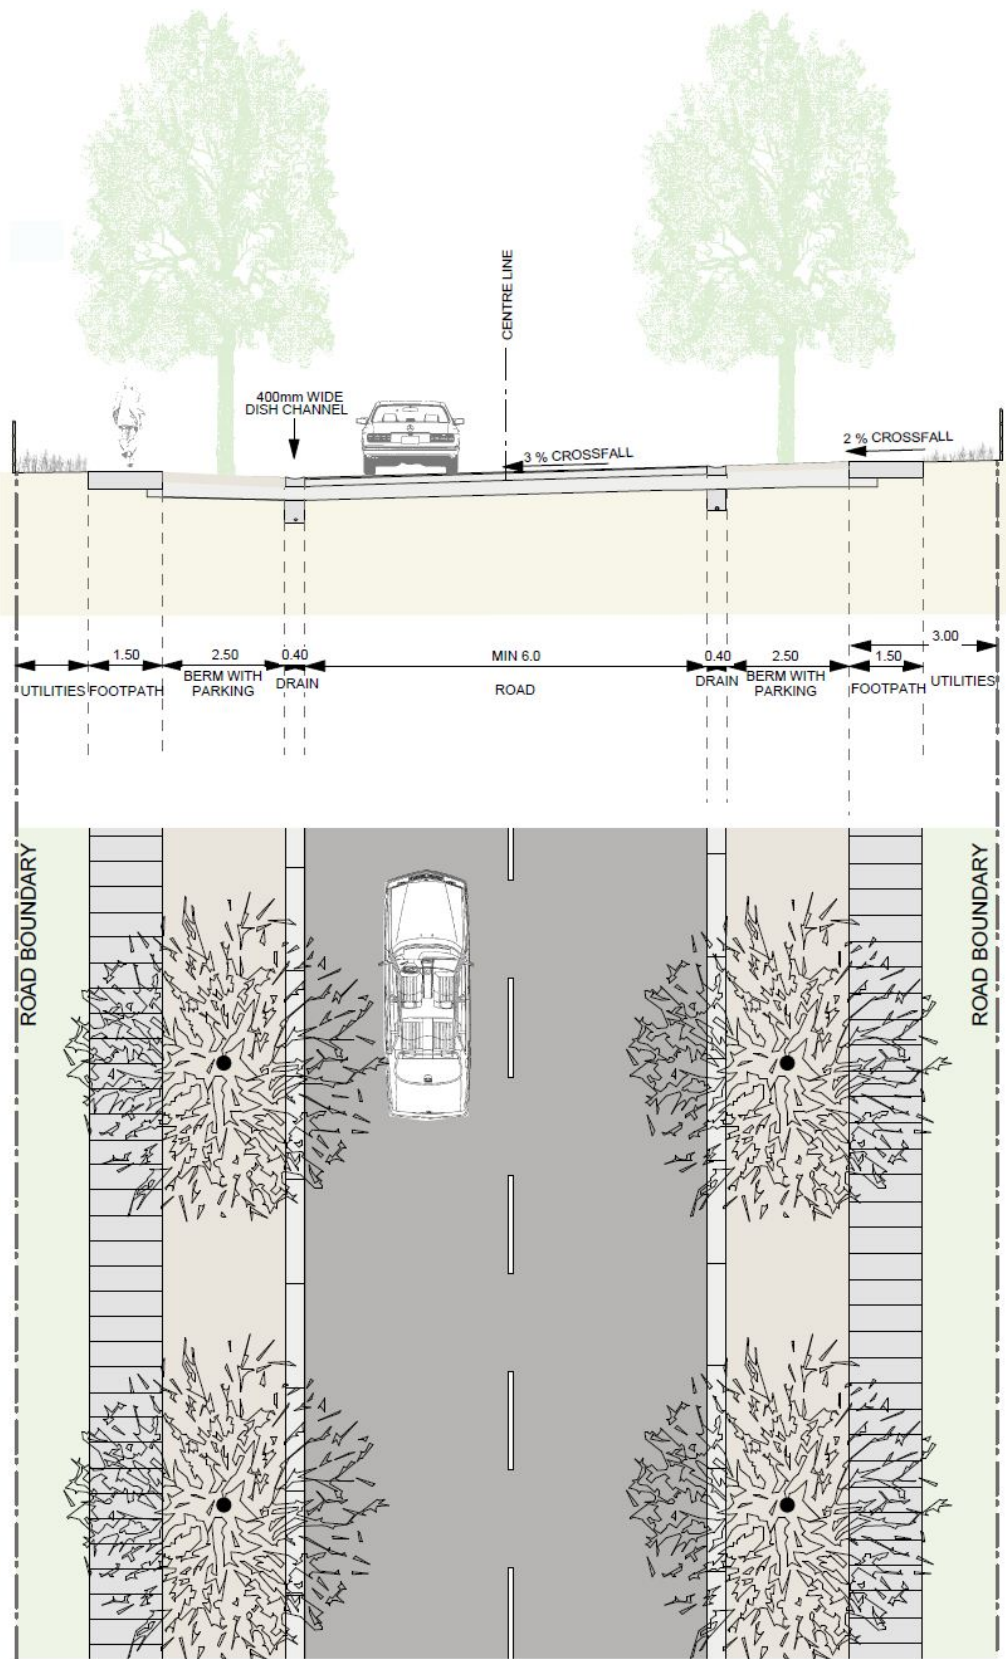 CENTRE LINE
400mm WIDE
DISH CHANNEL
3 % CROSSFALL
2 % CROSSFALL
3.00
1.50
2.50
0.40
MIN 6.0
0.40
2.50
1.50
UTILITIES
FOOTPATH
BERM WITH
PARKING
DRAIN
ROAD
DRAIN
BERM WITH
PARKING
FOOTPATH
UTILITIES
ROAD BOUNDARY
ROAD BOUNDARY